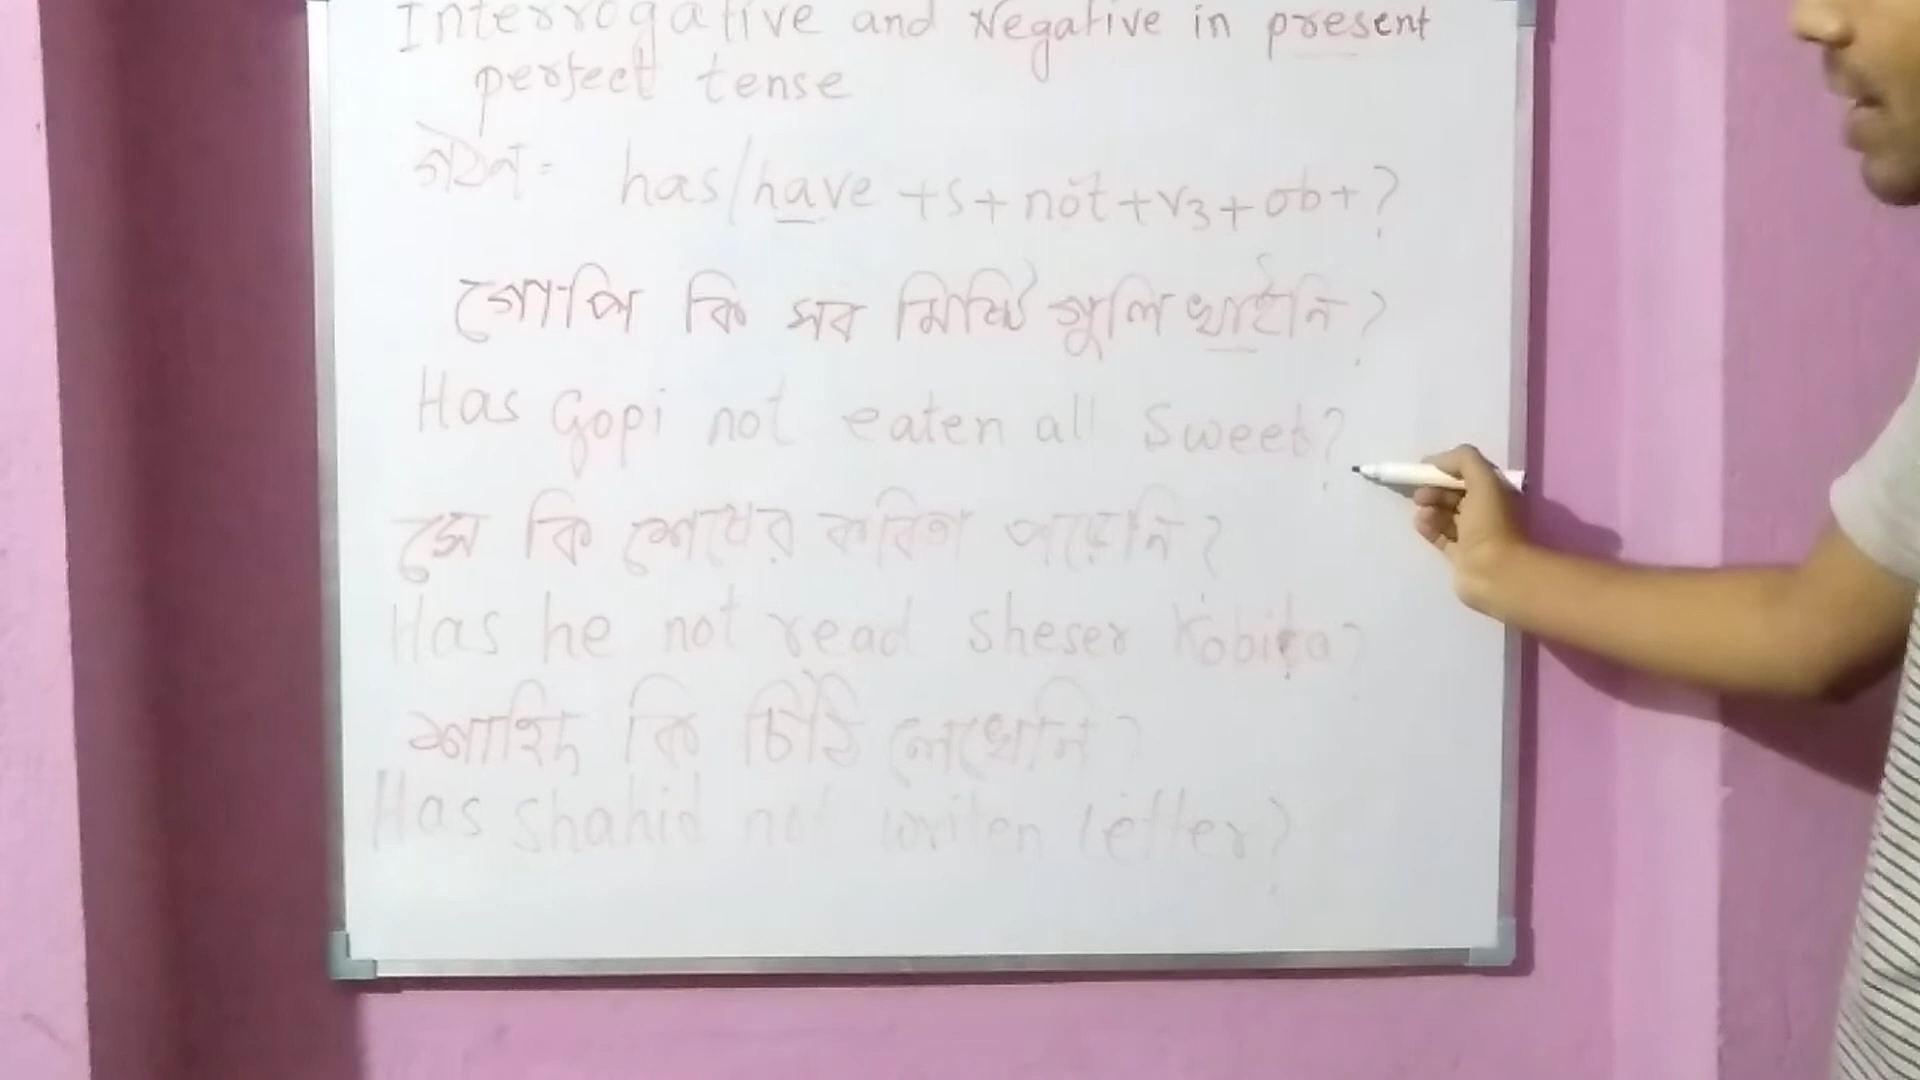 Interrogative and Negative in present
perfect tense
গঠন= has/have +s+not+v3+ob+?
গোপি কি সব মিষ্টি গুলি খাইনি?
Has Gopi not eaten all Sweet?
সে কি শেষের কবিতা পড়েনি?
Has he not read Sheser Kobita?
শাহিদ কি চিঠি লেখেনি?
Has Shahid not writen letter?